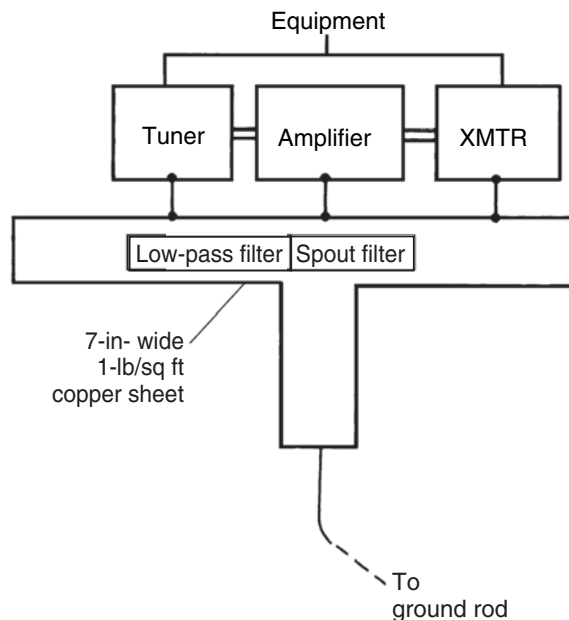 Equipment
Tuner
Amplifier
XMTR
Low-pass filter
Spout filter
7-in- wide
1-lb/sq ft
copper sheet
To
ground rod